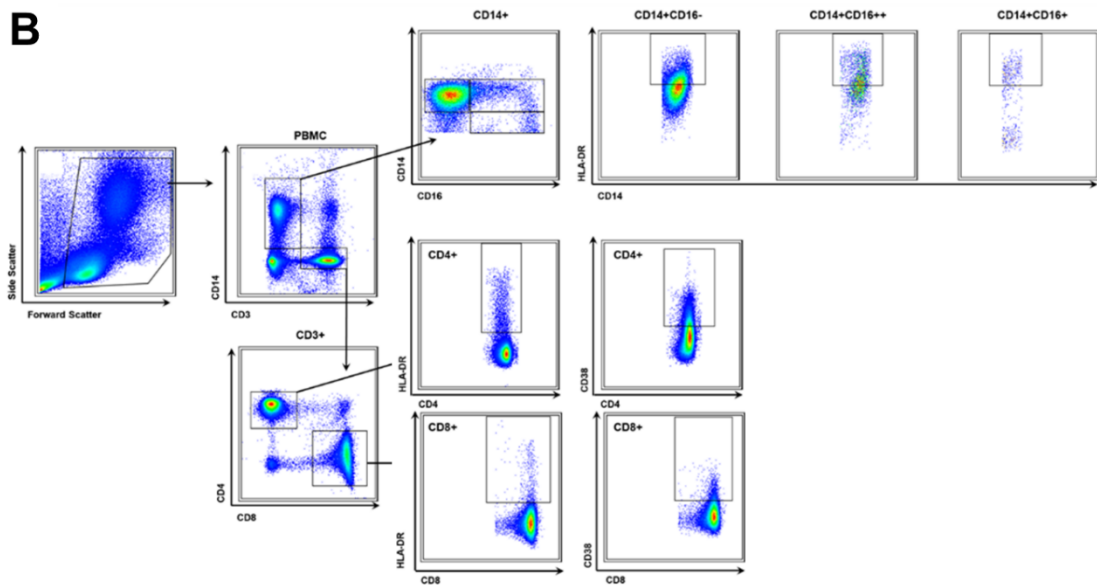 B
CD14+
CD14+CD16-
CD14+CD16++
CD14+CD16+
PBMC
Side Scatter
Forward Scatter
CD14
CD3
CD14
CD16
HLA-DR
CD14
CD3+
CD4
CD8
CD4+
HLA-DR
CD4
CD4+
CD38
CD4
CD8+
HLA-DR
CD8
CD8+
CD38
CD8